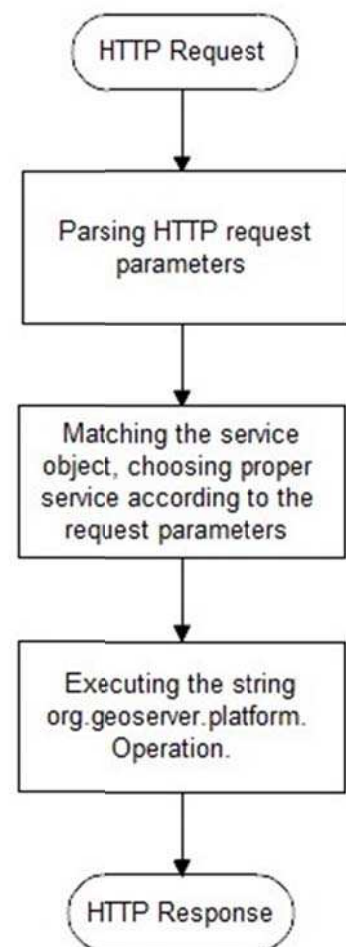 HTTP Request
Parsing HTTP request
parameters
Matching the service
object, choosing proper
service according to the
request parameters
Executing the string
org.geoserver.platform.
Operation.
HTTP Response